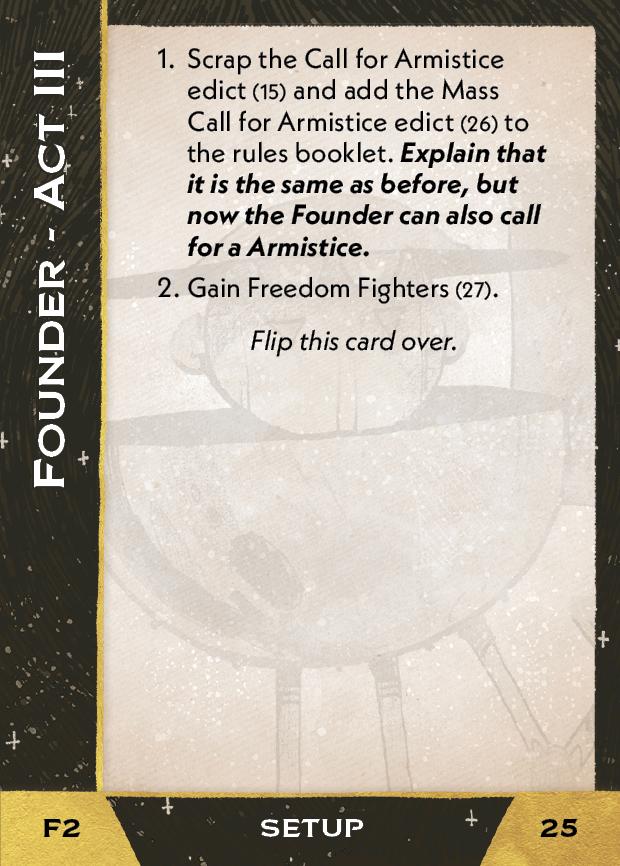 FOUNDER - ACT III
1. Scrap the Call for Armistice
edict (15) and add the Mass
Call for Armistice edict (26) to
the rules booklet. Explain that
it is the same as before, but
now the Founder can also call
for a Armistice.
2. Gain Freedom Fighters (27).
Flip this card over.
F2
SETUP
25